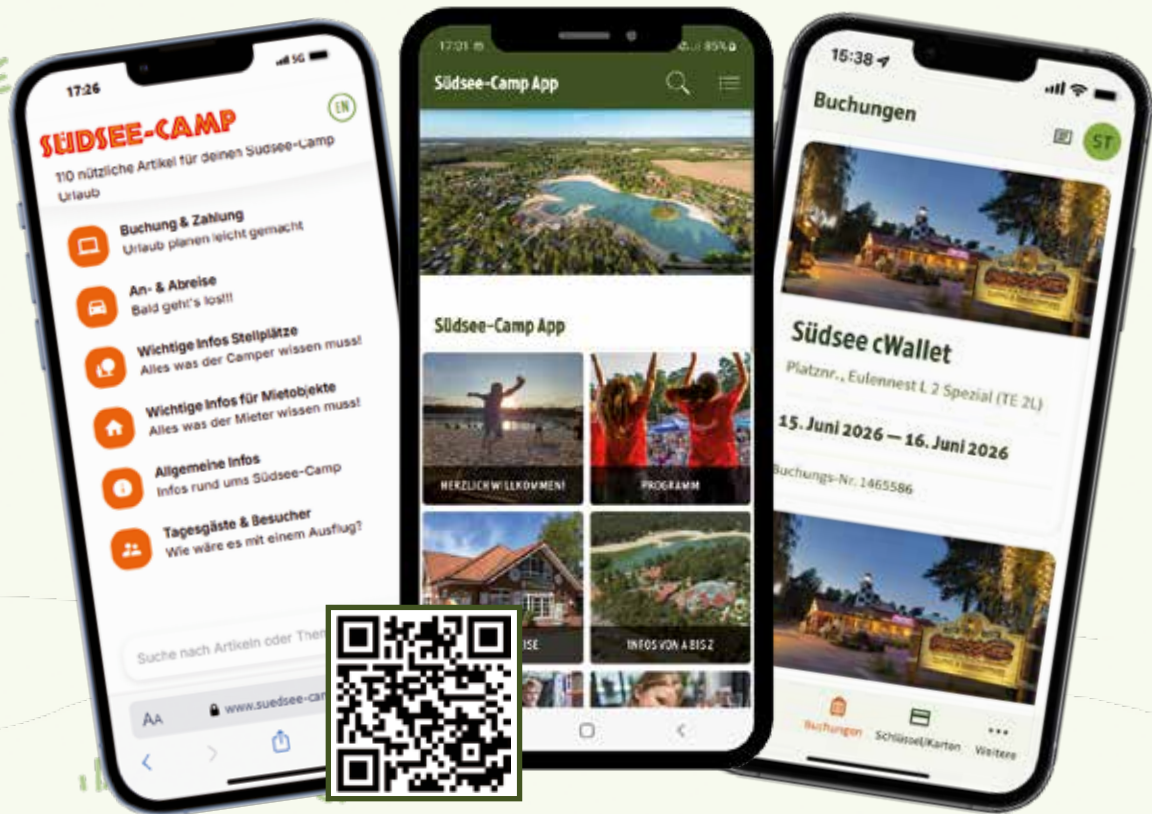 17:26
5G
SÜDSEE-CAMP
EN
110 nützliche Artikel für deinen Südsee-Camp
Urlaub
Buchung & Zahlung
Urlaub planen leicht gemacht
An- & Abreise
Bald geht's los!!!
Wichtige Infos Stellplätze
Alles was der Camper wissen muss!
Wichtige Infos für Mietobjekte
Alles was der Mieter wissen muss!
Allgemeine Infos
Infos rund ums Südsee-Camp
Tagesgäste & Besucher
Wie wäre es mit einem Ausflug?
Suche nach Artikeln oder Them
AA
www.suedsee-car
17:01
85%
Südsee-Camp App
Südsee-Camp App
HERZLICH WILLKOMMEN!
PROGRAMM
ISE
INFOS VON A BIS Z
15:38
Buchungen
ST
Südsee cWallet
Platznr., Eulennest L 2 Spezial (TE 2L)
15. Juni 2026 — 16. Juni 2026
Buchungs-Nr. 1465586
Buchungen
Schlüssel/Karten
Weitere